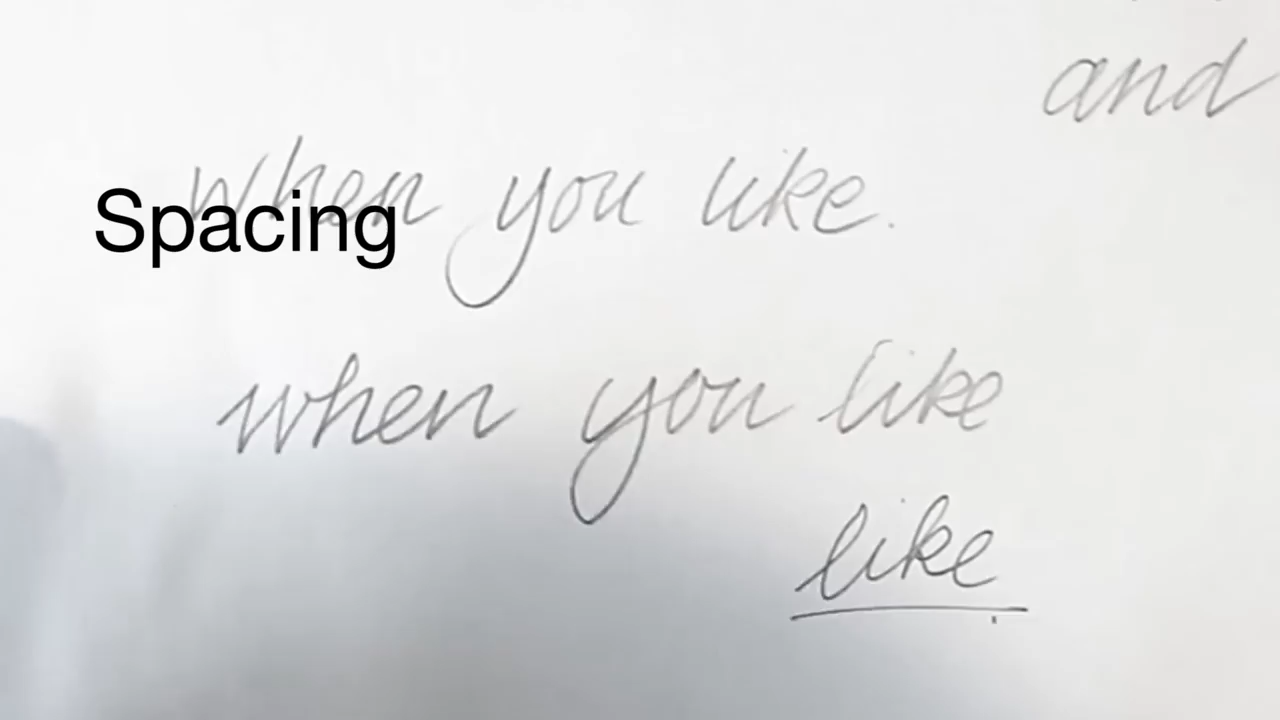 and
when you like.
Spacing
when you like
like